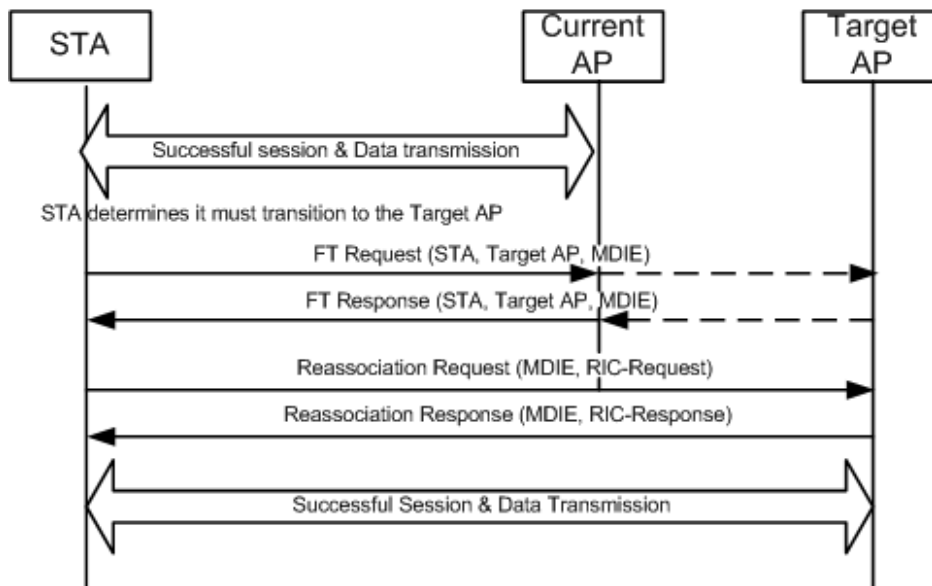 STA
Current
AP
Target
AP
Successful session & Data transmission
STA determines it must transition to the Target AP
FT Request (STA, Target AP, MDIE)
FT Response (STA, Target AP, MDIE)
Reassociation Request (MDIE, RIC-Request)
Reassociation Response (MDIE, RIC-Response)
Successful Session & Data Transmission